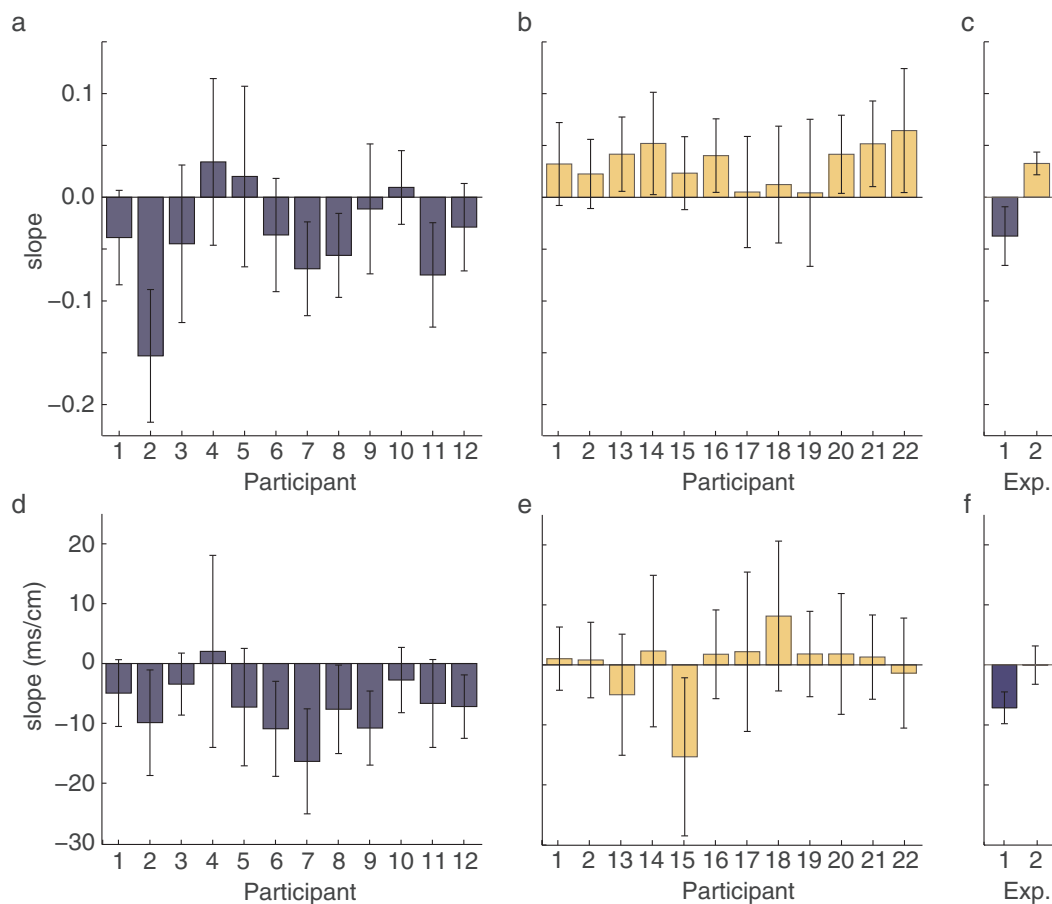 a
b
c
0.1
0.0
−0.1
−0.2
slope
1 2 3 4 5 6 7 8 9 10 11 12
1 2 13 14 15 16 17 18 19 20 21 22
1 2
Participant
Participant
Exp.
d
e
f
20
10
0
−10
−20
−30
slope (ms/cm)
1 2 3 4 5 6 7 8 9 10 11 12
1 2 13 14 15 16 17 18 20 21 22
1 2
Participant
Participant
Exp.